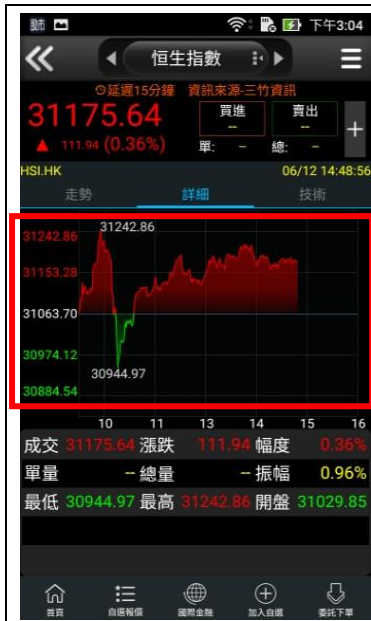 下午3:04
恒生指數
延遲15分鐘 資訊來源-三竹資訊
31175.64
買進 賣出
-- --
▲ 111.94 (0.36%)
單: -- 總: --
+
HSI.HK 06/12 14:48:56
走勢 詳細 技術
31242.86
31242.86
31153.28
31063.70
30974.12
30944.97
30884.54
10 11 13 14 15 16
成交 31175.64 漲跌 111.94 幅度 0.36%
單量 -- 總量 -- 振幅 0.96%
最低 30944.97 最高 31242.86 開盤 31029.85
首頁 自選報價 國際金融 加入自選 委託下單